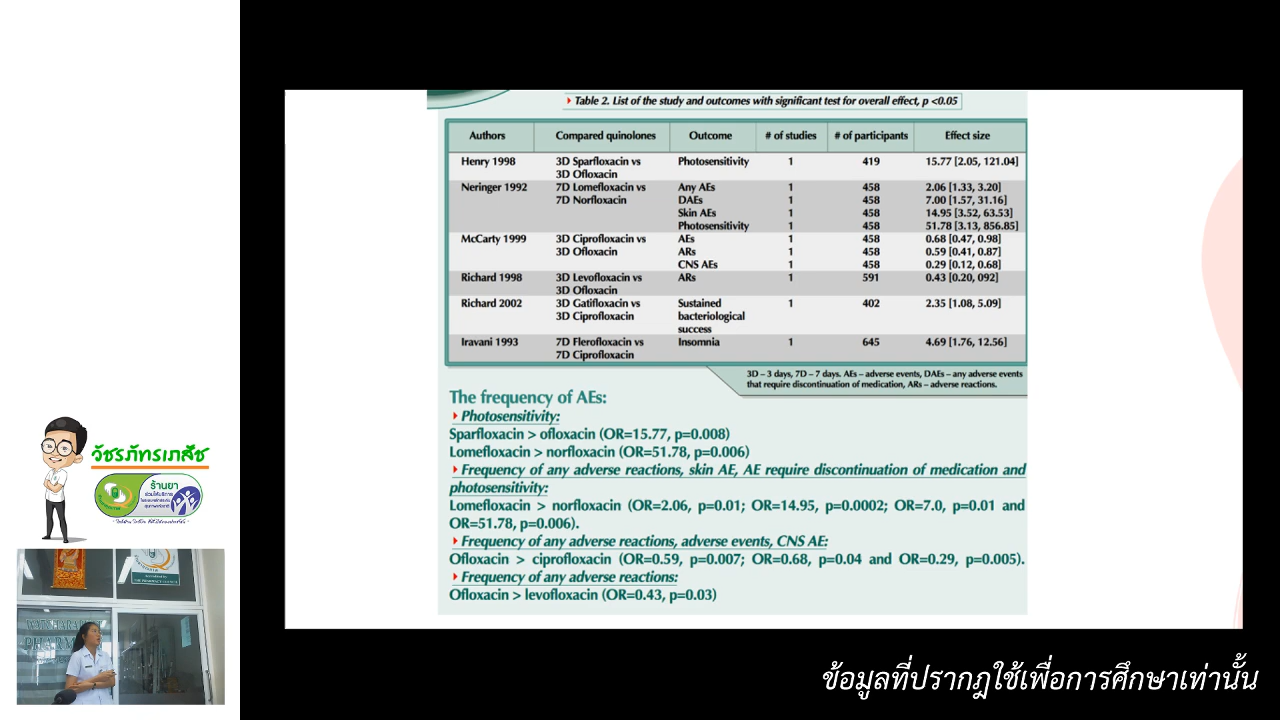 Table 2. List of the study and outcomes with significant test for overall effect, p <0.05
Authors Compared quinolones Outcome # of studies # of participants Effect size
Henry 1998 3D Sparfloxacin vs Photosensitivity 1 419 15.77 [2.05, 121.04]
3D Ofloxacin
Neringer 1992 7D Lomefloxacin vs Any AEs 1 458 2.06 [1.33, 3.20]
7D Norfloxacin DAEs 1 458 7.00 [1.57, 31.16]
Skin AEs 1 458 14.95 [3.52, 63.53]
Photosensitivity 1 458 51.78 [3.13, 856.85]
McCarty 1999 3D Ciprofloxacin vs AEs 1 458 0.68 [0.47, 0.98]
3D Ofloxacin ARs 1 458 0.59 [0.41, 0.87]
CNS AEs 1 458 0.29 [0.12, 0.68]
Richard 1998 3D Levofloxacin vs ARs 1 591 0.43 [0.20, 092]
3D Ofloxacin
Richard 2002 3D Gatifloxacin vs Sustained 1 402 2.35 [1.08, 5.09]
3D Ciprofloxacin bacteriological
success
Iravani 1993 7D Flerofloxacin vs Insomnia 1 645 4.69 [1.76, 12.56]
7D Ciprofloxacin
3D – 3 days, 7D – 7 days. AEs – adverse events, DAEs – any adverse events
that require discontinuation of medication, ARs – adverse reactions.
The frequency of AEs:
Photosensitivity:
Sparfloxacin > ofloxacin (OR=15.77, p=0.008)
Lomefloxacin > norfloxacin (OR=51.78, p=0.006)
Frequency of any adverse reactions, skin AE, AE require discontinuation of medication and
photosensitivity:
Lomefloxacin > norfloxacin (OR=2.06, p=0.01; OR=14.95, p=0.0002; OR=7.0, p=0.01 and
OR=51.78, p=0.006).
Frequency of any adverse reactions, adverse events, CNS AE:
Ofloxacin > ciprofloxacin (OR=0.59, p=0.007; OR=0.68, p=0.04 and OR=0.29, p=0.005).
Frequency of any adverse reactions:
Ofloxacin > levofloxacin (OR=0.43, p=0.03)
วัชรภัทรเภสัช
ร้านยา
ข้อมูลที่ปรากฎใช้เพื่อการศึกษาเท่านั้น